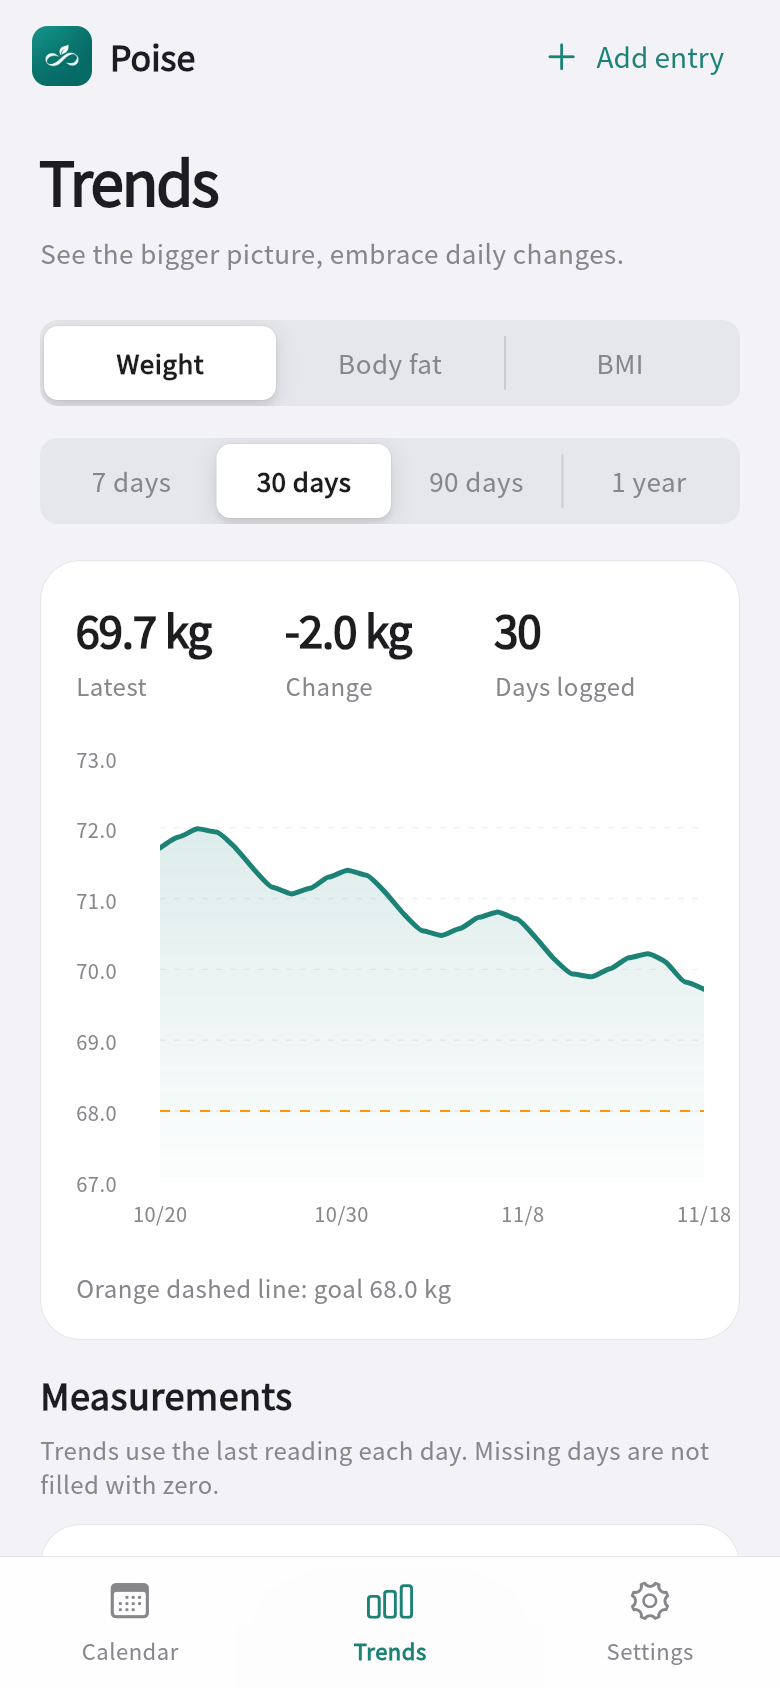 Poise
Add entry
Trends
See the bigger picture, embrace daily changes.
Weight
Body fat
BMI
7 days
30 days
90 days
1 year
69.7 kg
-2.0 kg
30
Latest
Change
Days logged
73.0
72.0
71.0
70.0
69.0
68.0
67.0
10/20
10/30
11/8
11/18
Orange dashed line: goal 68.0 kg
Measurements
Trends use the last reading each day. Missing days are not
filled with zero.
Calendar
Trends
Settings